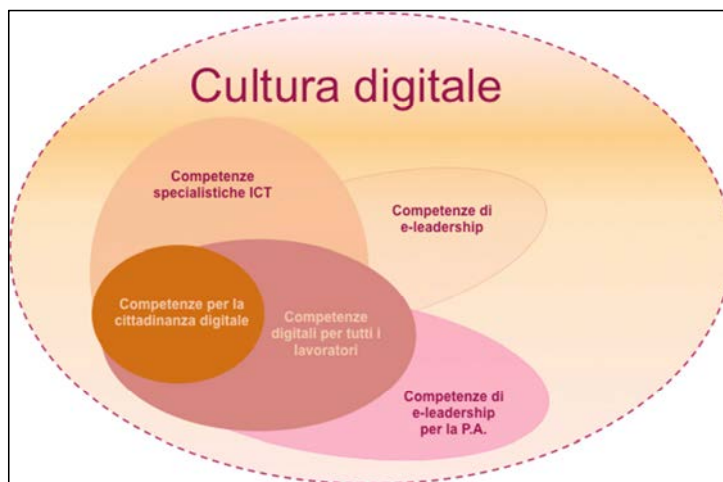 Cultura digitale
Competenze
specialistiche ICT
Competenze di
e-leadership
Competenze per la
cittadinanza digitale
Competenze
digitali per tutti i
lavoratori
Competenze di
e-leadership
per la P.A.